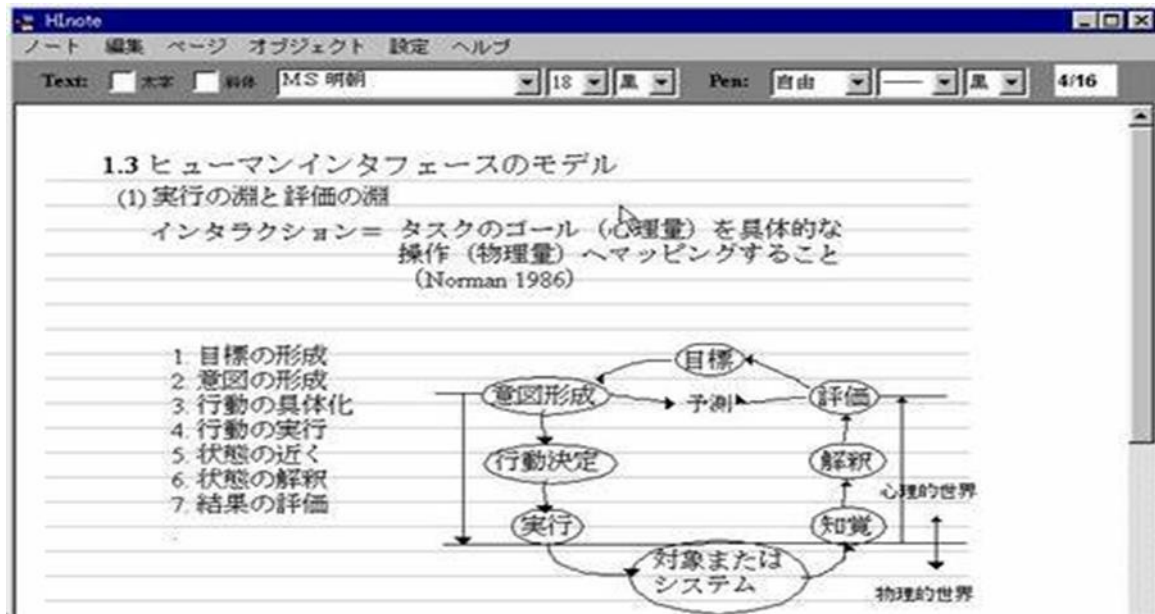 HInote
ノート 編集 ページ オブジェクト 設定 ヘルプ
Text: 太字 斜体 MS 明朝 18 黒 Pen: 自由 黒 4/16
1.3 ヒューマンインタフェースのモデル
(1) 実行の淵と評価の淵
インタラクション＝ タスクのゴール（心理量）を具体的な
操作（物理量）へマッピングすること
（Norman 1986）
1. 目標の形成
2. 意図の形成
3. 行動の具体化
4. 行動の実行
5. 状態の近く
6. 状態の解釈
7. 結果の評価
目標
意図形成
予測
評価
行動決定
解釈
心理的世界
実行
知覚
対象または
システム
物理的世界